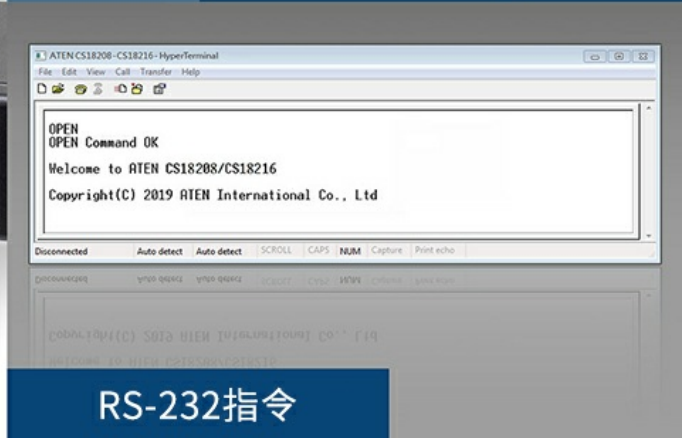 ATEN CS18208-CS18216-HyperTerminal
File Edit View Call Transfer Help
OPEN
OPEN Command OK
Welcome to ATEN CS18208/CS18216
Copyright(C) 2019 ATEN International Co., Ltd
Disconnected Auto detect Auto detect SCROLL CAPS NUM Capture Print echo
RS-232指令